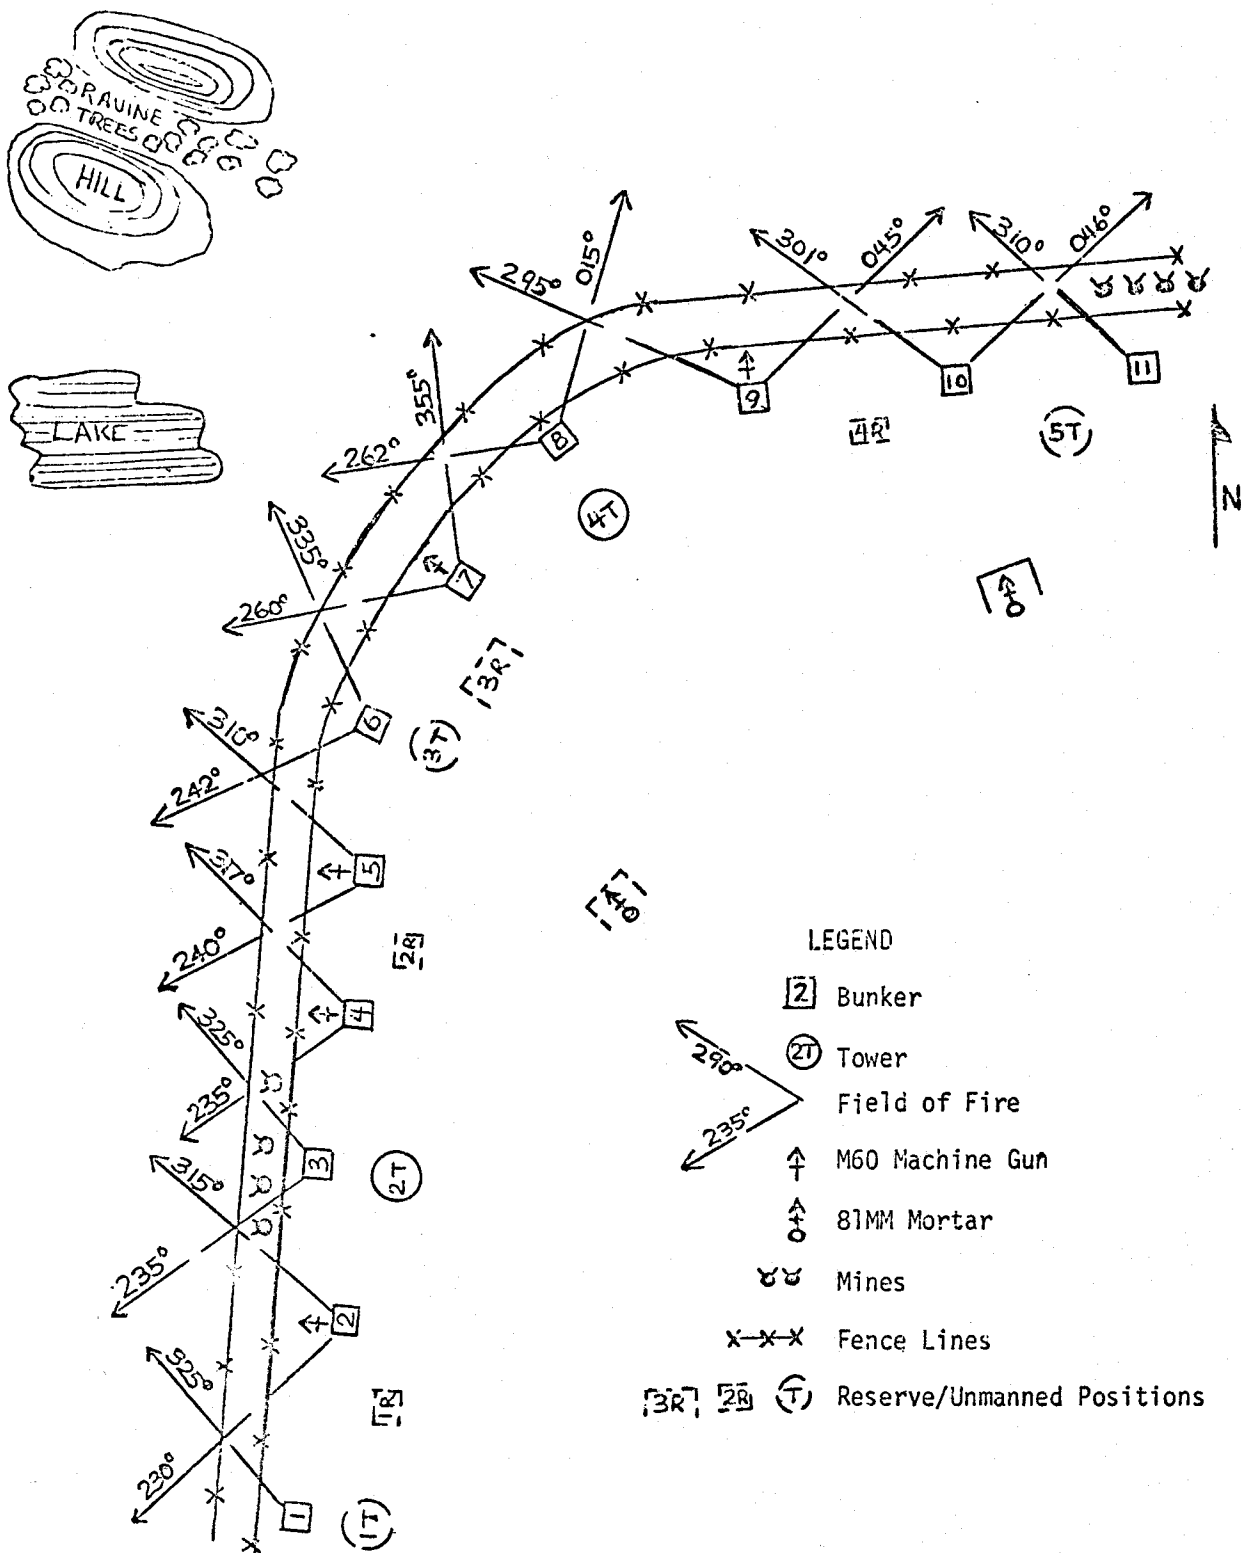 RAVINE
TREES
HILL
LAKE
295°
015°
301°
045°
310°
046°
355°
262°
8
9
10
11
4R
5T
N
4T
335°
260°
7
3R
310°
242°
6
3T
317°
240°
5
2R
325°
235°
4
315°
235°
3
2T
325°
230°
2
1R
1
1T
LEGEND
2 Bunker
2T Tower
290°
235°
Field of Fire
M60 Machine Gun
81MM Mortar
Mines
X-X-X Fence Lines
3R 2R T Reserve/Unmanned Positions